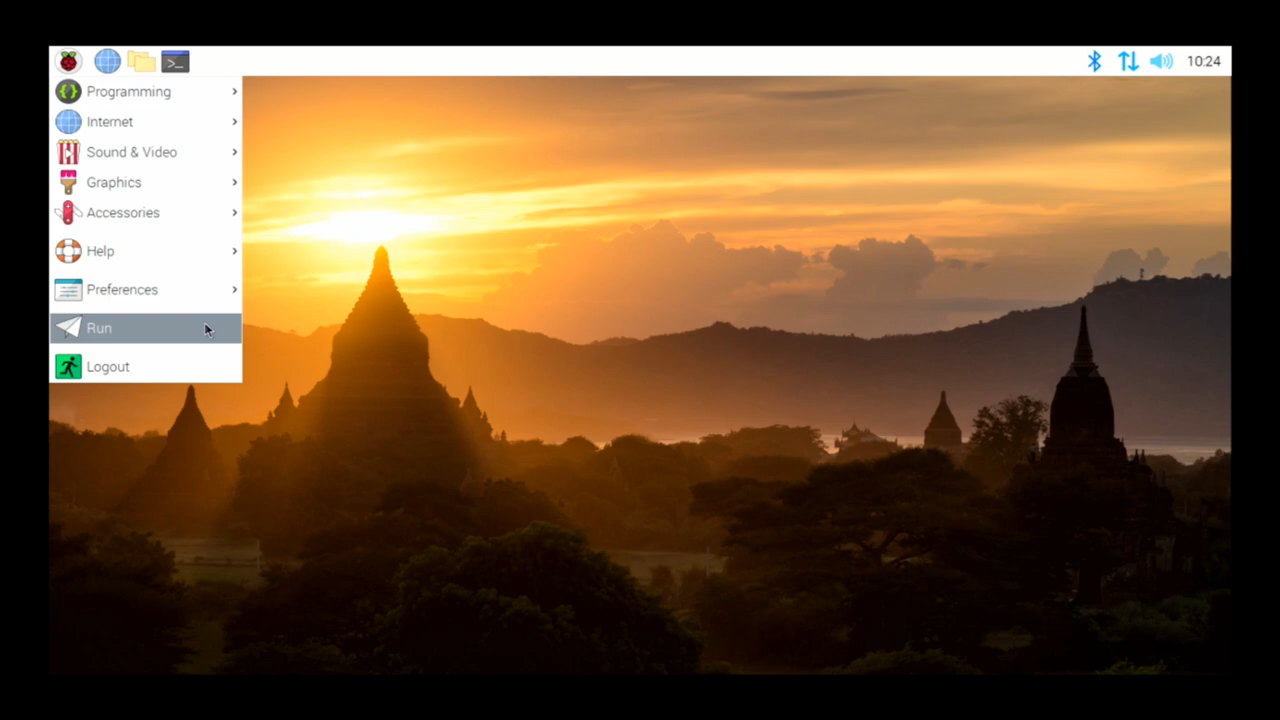 >_
10:24
Programming
Internet
Sound & Video
Graphics
Accessories
Help
Preferences
Run
Logout